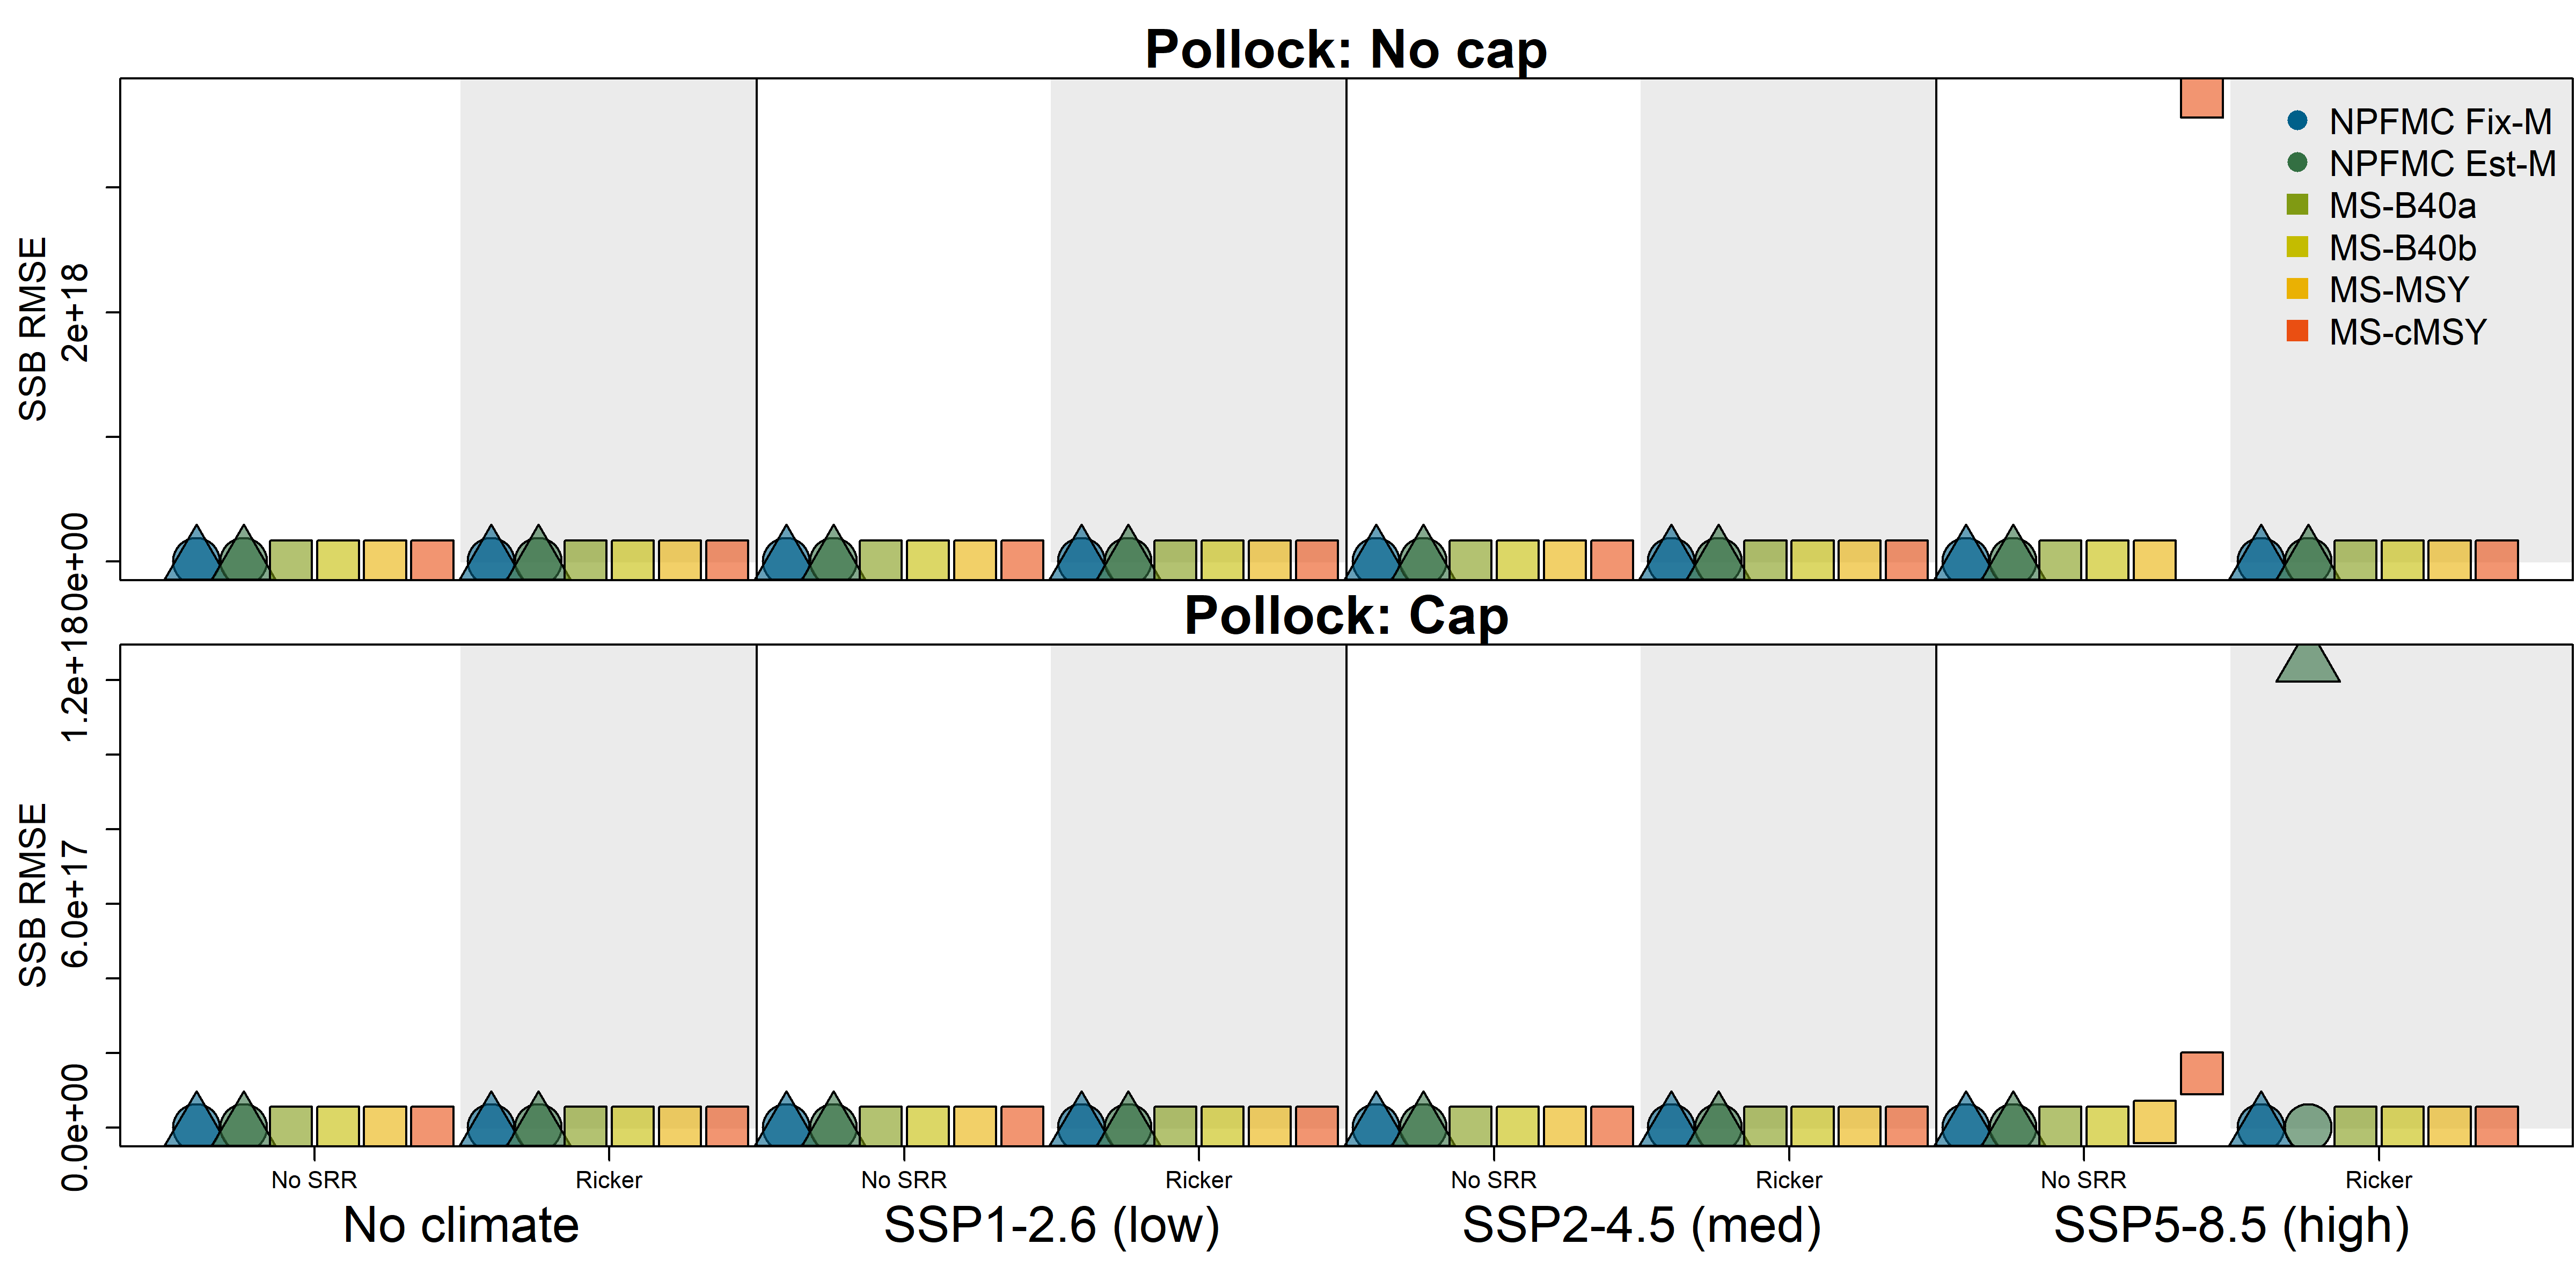 Pollock: No cap
SSB RMSE
2e+18
0e+00
NPFMC Fix-M
NPFMC Est-M
MS-B40a
MS-B40b
MS-MSY
MS-cMSY
Pollock: Cap
SSB RMSE
1.2e+18
6.0e+17
0.0e+00
No SRR Ricker No SRR Ricker No SRR Ricker No SRR Ricker
No climate SSP1-2.6 (low) SSP2-4.5 (med) SSP5-8.5 (high)